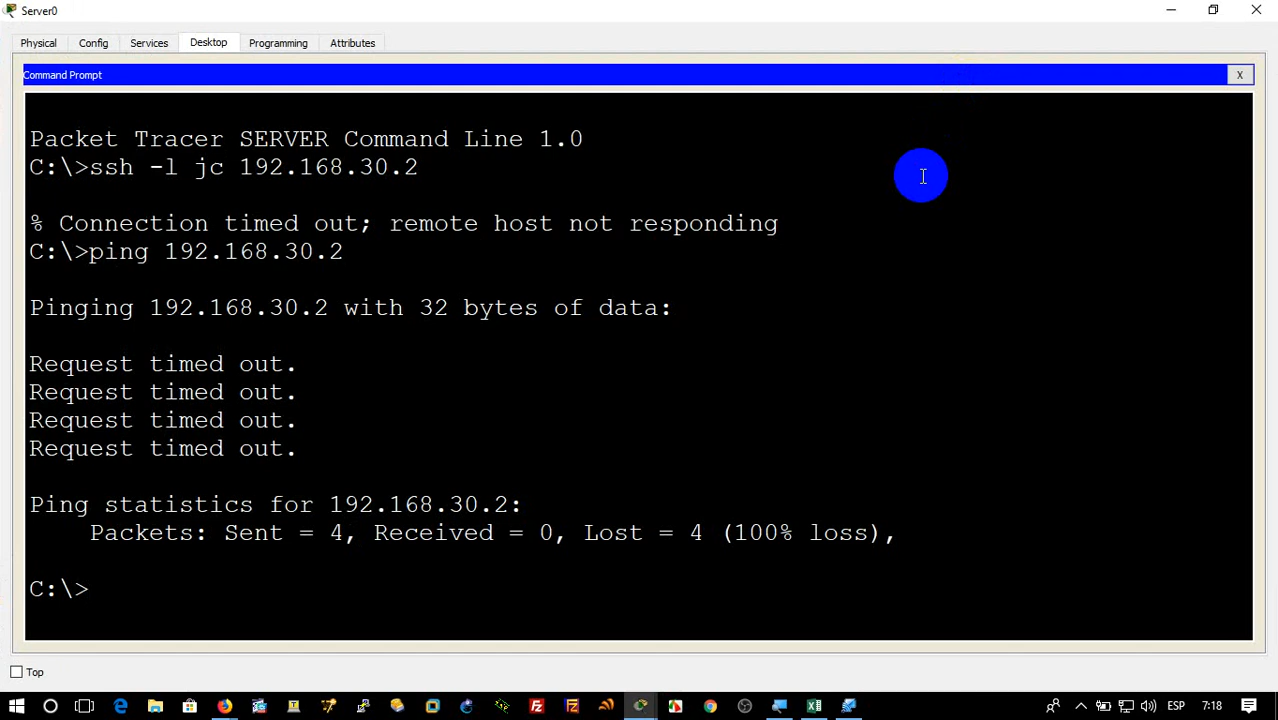 Server0
Physical Config Services Desktop Programming Attributes
Command Prompt
X
Packet Tracer SERVER Command Line 1.0
C:\>ssh -l jc 192.168.30.2
% Connection timed out; remote host not responding
C:\>ping 192.168.30.2
Pinging 192.168.30.2 with 32 bytes of data:
Request timed out.
Request timed out.
Request timed out.
Request timed out.
Ping statistics for 192.168.30.2:
Packets: Sent = 4, Received = 0, Lost = 4 (100% loss),
C:\>
Top
ESP 7:18